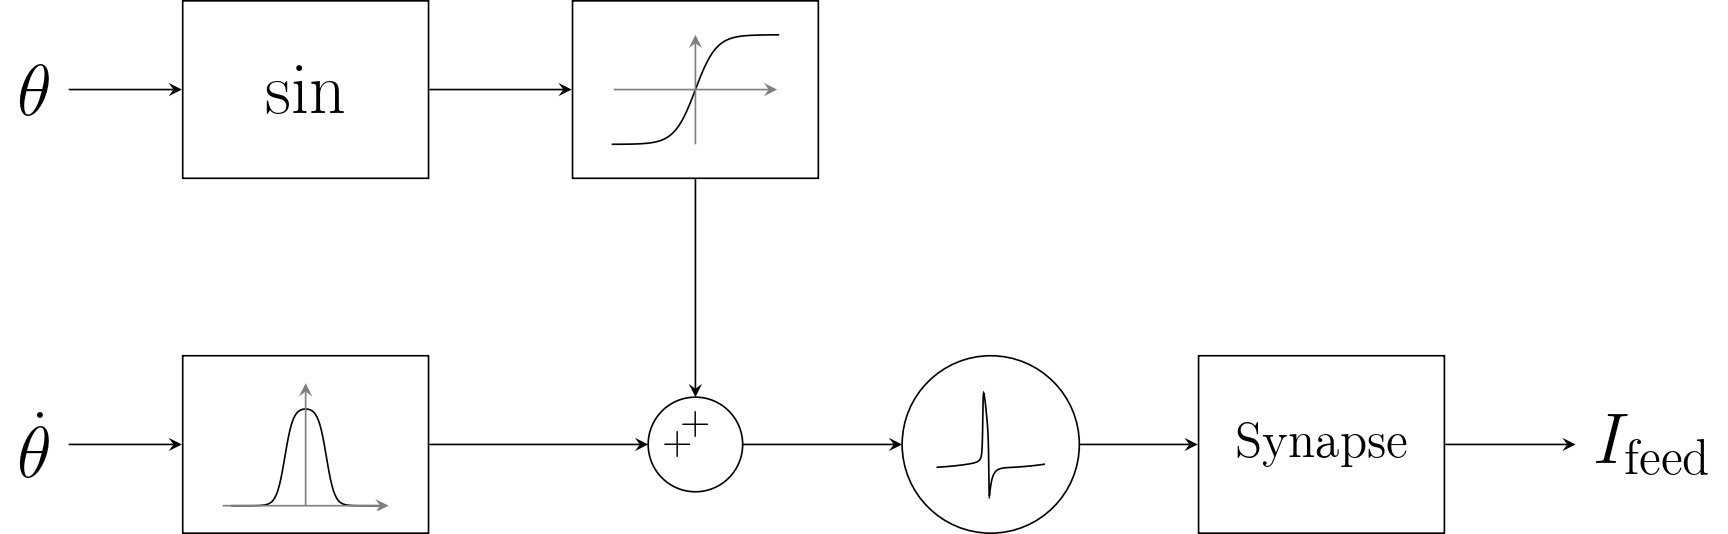 θ
sin
θ̇
+
+
Synapse
I_feed